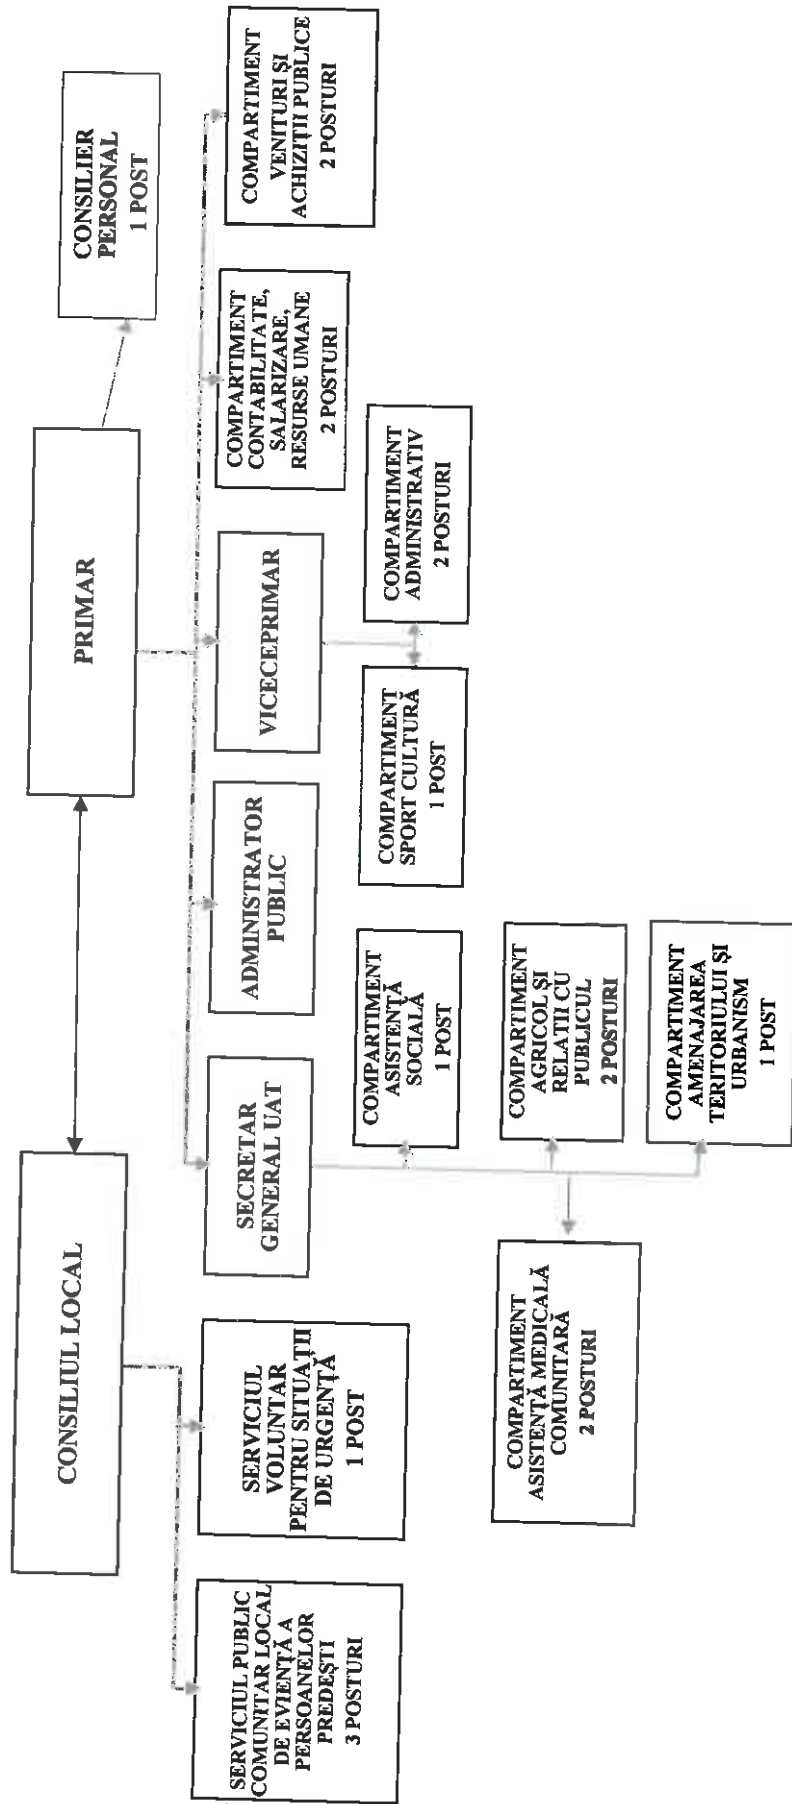 CONSILIUL LOCAL
PRIMAR
CONSILIER
PERSONAL
1 POST
SERVICIUL PUBLIC
COMUNITAR LOCAL
DE EVIENȚĂ A
PERSOANELOR
PREDEȘTI
3 POSTURI
SERVICIUL
VOLUNTAR
PENTRU SITUAȚII
DE URGENȚĂ
1 POST
SECRETAR
GENERAL UAT
ADMINISTRATOR
PUBLIC
VICECEPRIMAR
COMPARTIMENT
CONTABILITATE,
SALARIZARE,
RESURSE UMANE
2 POSTURI
COMPARTIMENT
VENITURI ȘI
ACHIZIȚII PUBLICE
2 POSTURI
COMPARTIMENT
ASISTENȚĂ
SOCIALĂ
1 POST
COMPARTIMENT
SPORT CULTURĂ
1 POST
COMPARTIMENT
ADMINISTRATIV
2 POSTURI
COMPARTIMENT
ASISTENȚĂ MEDICALĂ
COMUNITARĂ
2 POSTURI
COMPARTIMENT
AGRICOL ȘI
RELATII CU
PUBLICUL
2 POSTURI
COMPARTIMENT
AMENAJAREA
TERITORIULUI ȘI
URBANISM
1 POST